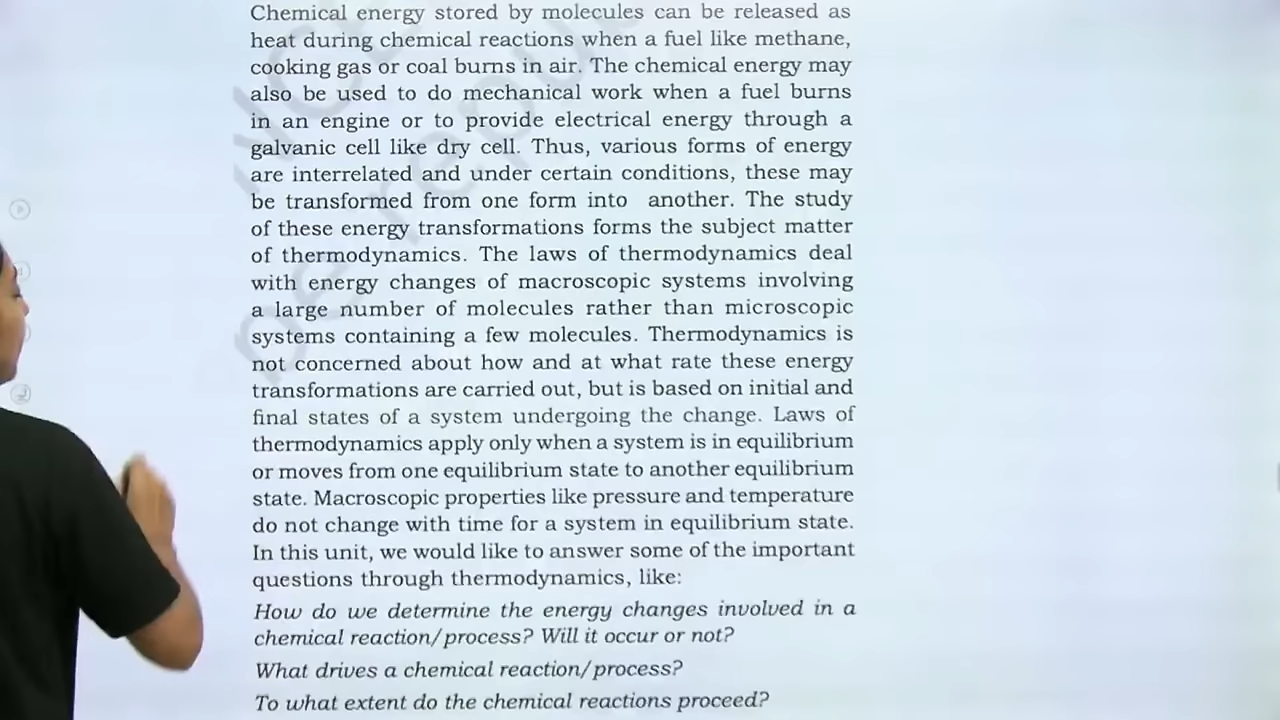 Chemical energy stored by molecules can be released as
heat during chemical reactions when a fuel like methane,
cooking gas or coal burns in air. The chemical energy may
also be used to do mechanical work when a fuel burns
in an engine or to provide electrical energy through a
galvanic cell like dry cell. Thus, various forms of energy
are interrelated and under certain conditions, these may
be transformed from one form into another. The study
of these energy transformations forms the subject matter
of thermodynamics. The laws of thermodynamics deal
with energy changes of macroscopic systems involving
a large number of molecules rather than microscopic
systems containing a few molecules. Thermodynamics is
not concerned about how and at what rate these energy
transformations are carried out, but is based on initial and
final states of a system undergoing the change. Laws of
thermodynamics apply only when a system is in equilibrium
or moves from one equilibrium state to another equilibrium
state. Macroscopic properties like pressure and temperature
do not change with time for a system in equilibrium state.
In this unit, we would like to answer some of the important
questions through thermodynamics, like:
How do we determine the energy changes involved in a
chemical reaction/process? Will it occur or not?
What drives a chemical reaction/process?
To what extent do the chemical reactions proceed?